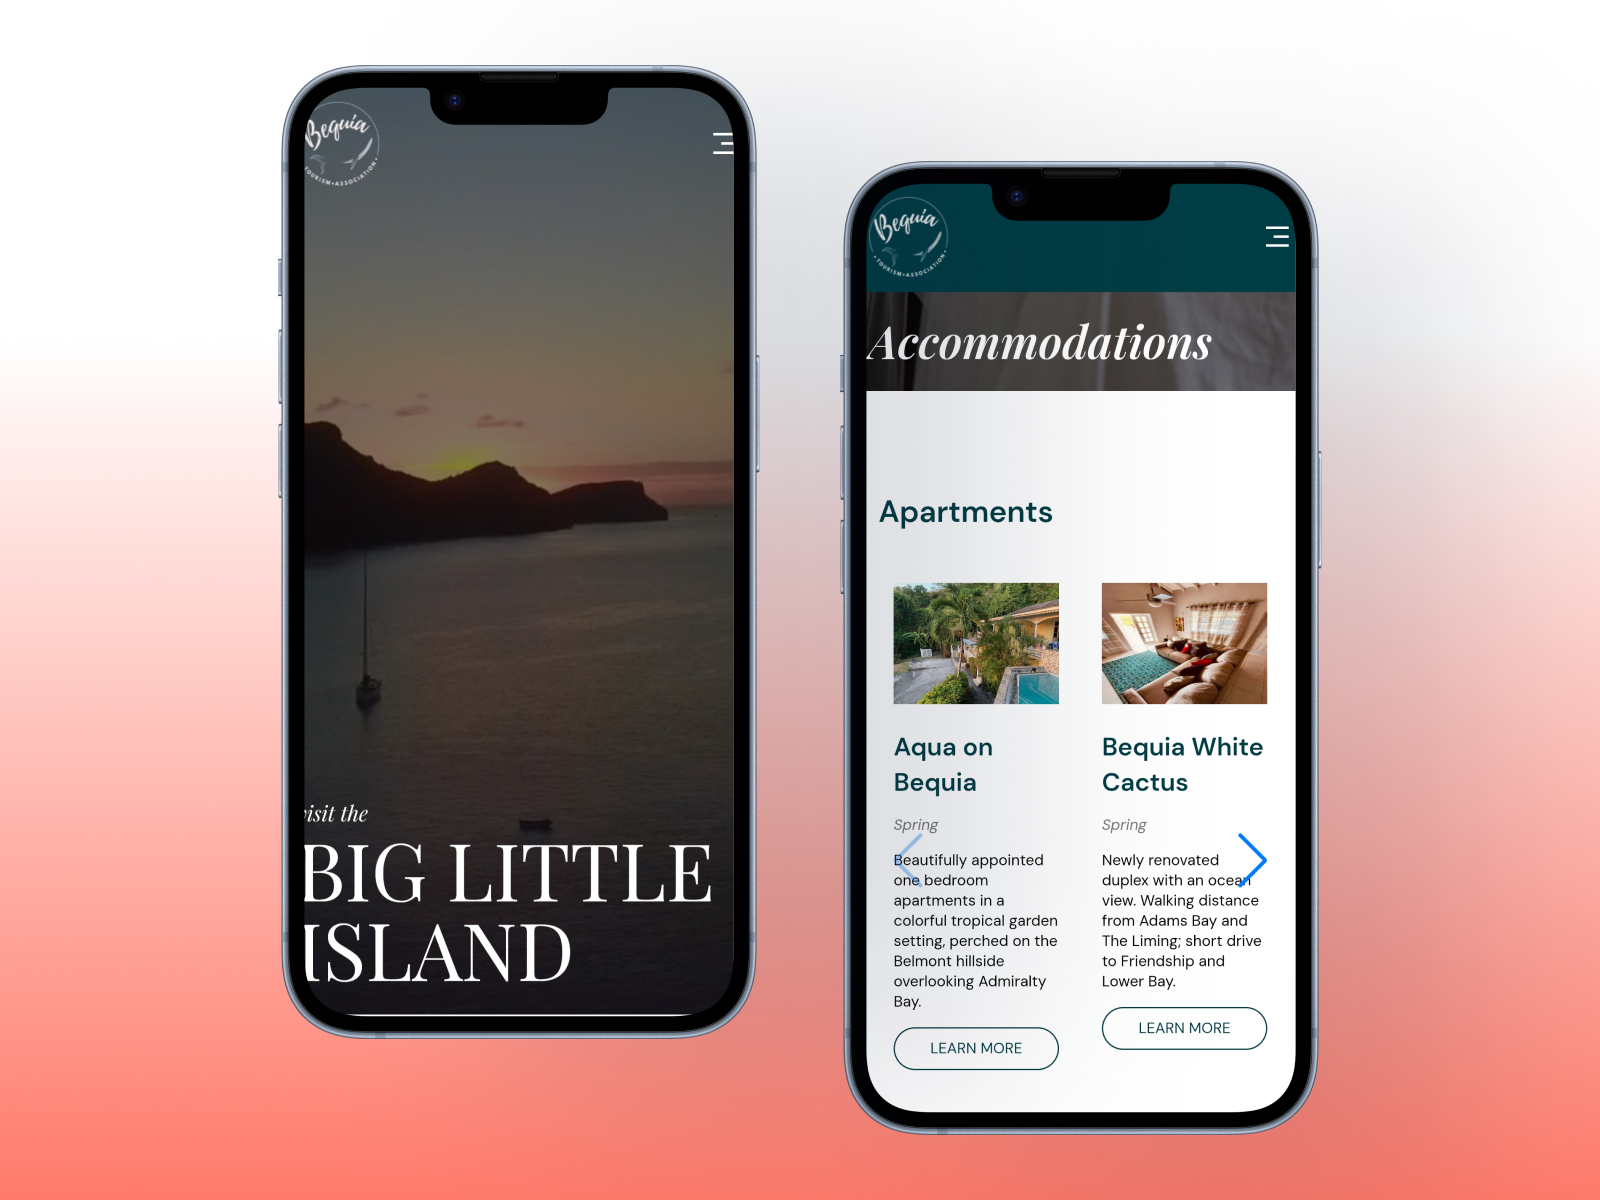 Bequia
TOURISM•ASSOCIATION
visit the
BIG LITTLE
ISLAND
Bequia
• TOURISM•ASSOCIATION •
Accommodations
Apartments
Aqua on
Bequia
Spring
Beautifully appointed
one bedroom
apartments in a
colorful tropical garden
setting, perched on the
Belmont hillside
overlooking Admiralty
Bay.
LEARN MORE
Bequia White
Cactus
Spring
Newly renovated
duplex with an ocean
view. Walking distance
from Adams Bay and
The Liming; short drive
to Friendship and
Lower Bay.
LEARN MORE